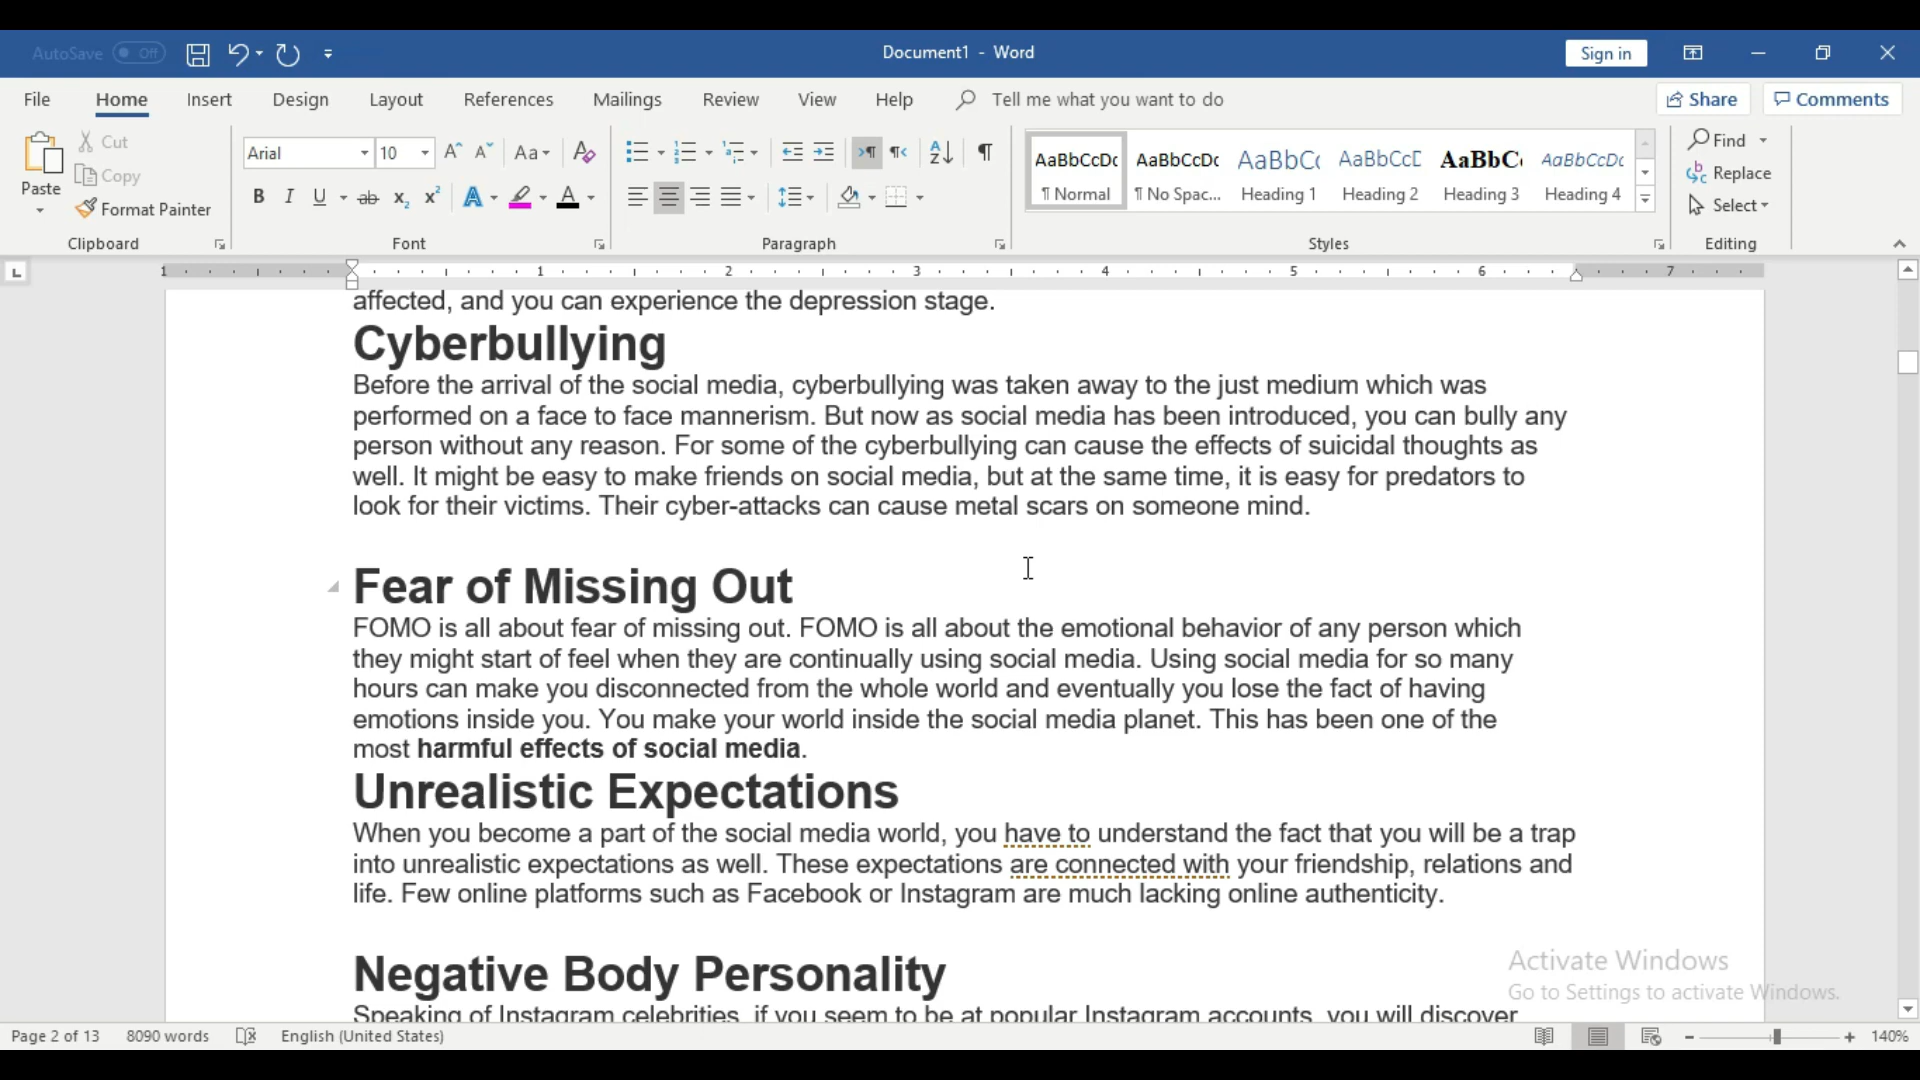 AutoSave Off
Document1 - Word
Sign in
File Home Insert Design Layout References Mailings Review View Help Tell me what you want to do Share Comments
Paste
Cut
Copy
Format Painter
Arial 10
Aa
B I U ab x₂ x² A A
AaBbCcDc AaBbCcDc AaBbCc AaBbCcD AaBbC AaBbCcDc
¶ Normal ¶ No Spac... Heading 1 Heading 2 Heading 3 Heading 4
Find
Replace
Select
Clipboard Font Paragraph Styles Editing
1 1 2 3 4 5 6 7
affected, and you can experience the depression stage.
Cyberbullying
Before the arrival of the social media, cyberbullying was taken away to the just medium which was
performed on a face to face mannerism. But now as social media has been introduced, you can bully any
person without any reason. For some of the cyberbullying can cause the effects of suicidal thoughts as
well. It might be easy to make friends on social media, but at the same time, it is easy for predators to
look for their victims. Their cyber-attacks can cause metal scars on someone mind.
Fear of Missing Out
FOMO is all about fear of missing out. FOMO is all about the emotional behavior of any person which
they might start of feel when they are continually using social media. Using social media for so many
hours can make you disconnected from the whole world and eventually you lose the fact of having
emotions inside you. You make your world inside the social media planet. This has been one of the
most harmful effects of social media.
Unrealistic Expectations
When you become a part of the social media world, you have to understand the fact that you will be a trap
into unrealistic expectations as well. These expectations are connected with your friendship, relations and
life. Few online platforms such as Facebook or Instagram are much lacking online authenticity.
Negative Body Personality
Speaking of Instagram celebrities, if you seem to be at popular Instagram accounts, you will discover
Activate Windows
Go to Settings to activate Windows.
Page 2 of 13 8090 words English (United States) 140%